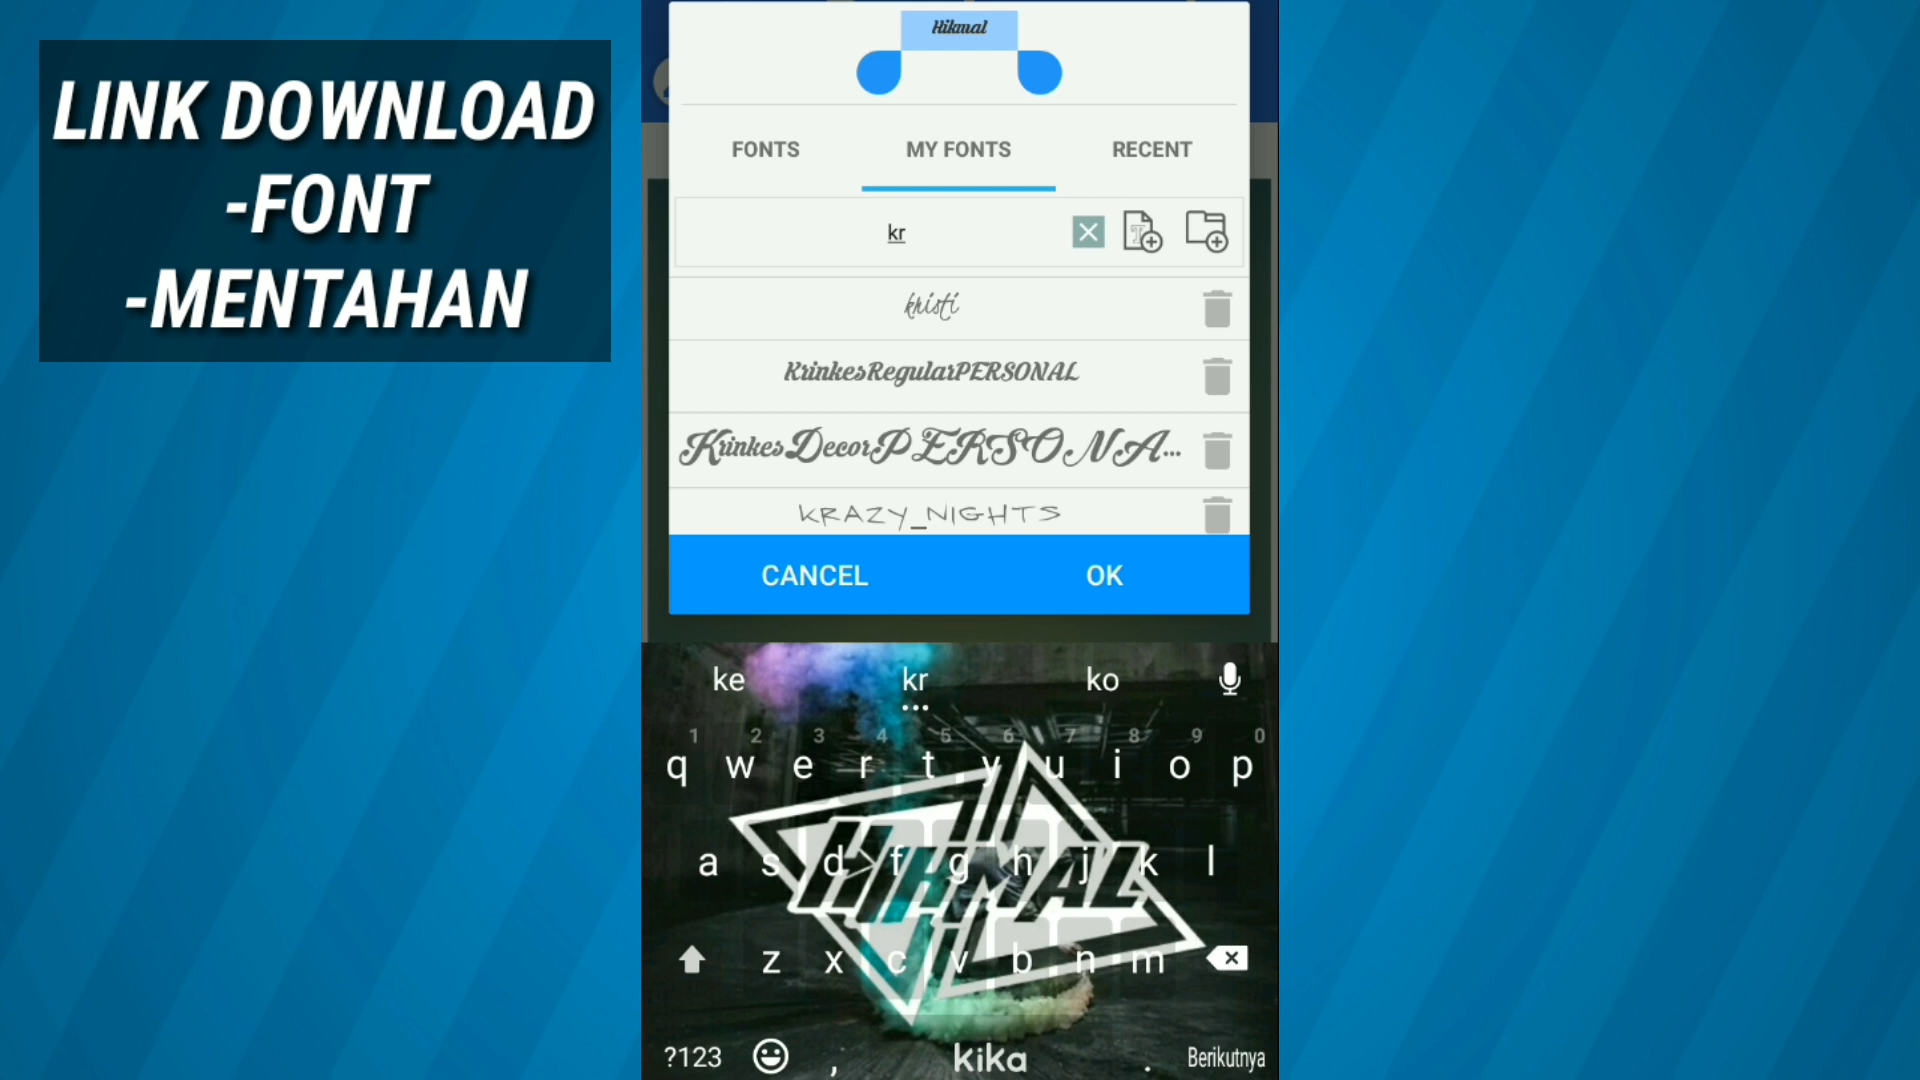 LINK DOWNLOAD
-FONT
-MENTAHAN
Hikmal
FONTS MY FONTS RECENT
kr
kristi
KrinkesRegularPERSONAL
KrinkesDecorPERSONA...
KRAZY_NIGHTS
CANCEL OK
ke kr ko
1 2 3 4 5 6 7 8 9 0
q w e r t y u i o p
a s d f g h j k l
HIKMAL
z x c v b n m
?123 , kika . Berikutnya